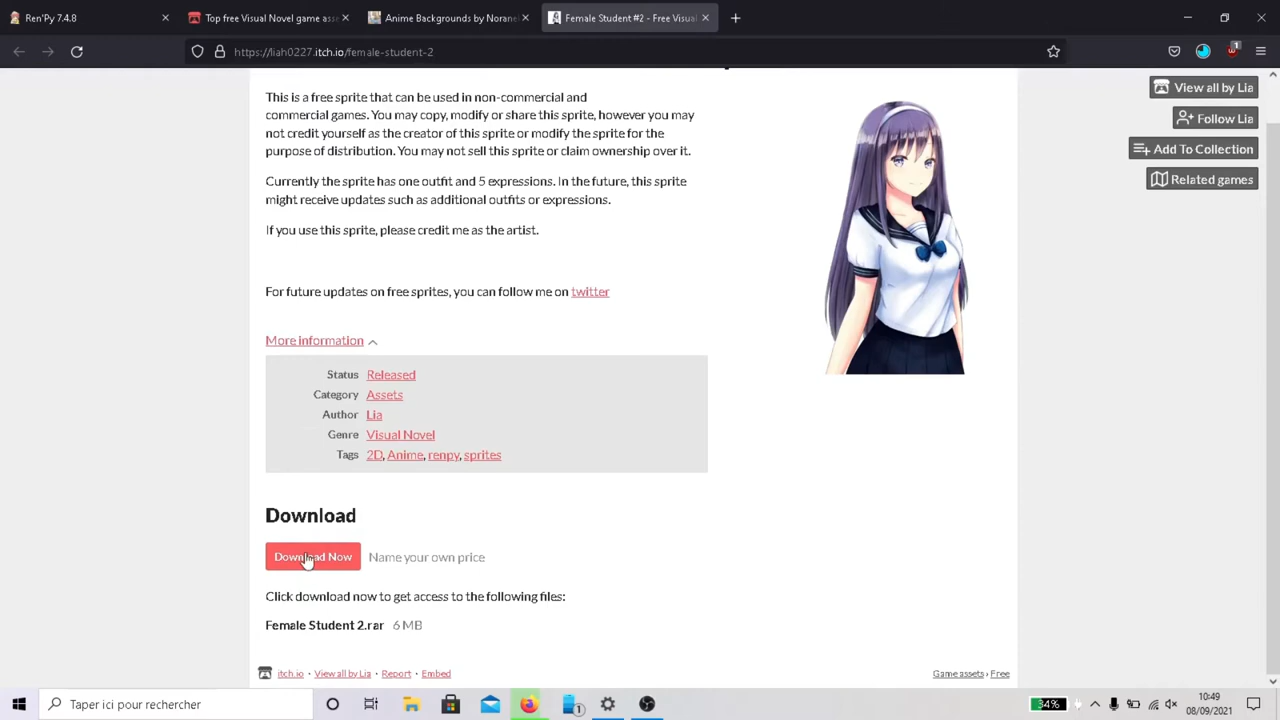 Ren'Py 7.4.8
Top free Visual Novel game ass
Anime Backgrounds by Norane
Female Student #2 - Free Visual
https://liah0227.itch.io/female-student-2
1
View all by Lia
Follow Lia
Add To Collection
Related games
This is a free sprite that can be used in non-commercial and
commercial games. You may copy, modify or share this sprite, however you may
not credit yourself as the creator of this sprite or modify the sprite for the
purpose of distribution. You may not sell this sprite or claim ownership over it.
Currently the sprite has one outfit and 5 expressions. In the future, this sprite
might receive updates such as additional outfits or expressions.
If you use this sprite, please credit me as the artist.
For future updates on free sprites, you can follow me on twitter
More information
Status Released
Category Assets
Author Lia
Genre Visual Novel
Tags 2D, Anime, renpy, sprites
Download
Download Now Name your own price
Click download now to get access to the following files:
Female Student 2.rar 6 MB
itch.io · View all by Lia · Report · Embed
Game assets › Free
Taper ici pour rechercher
1
34%
10:49
08/09/2021